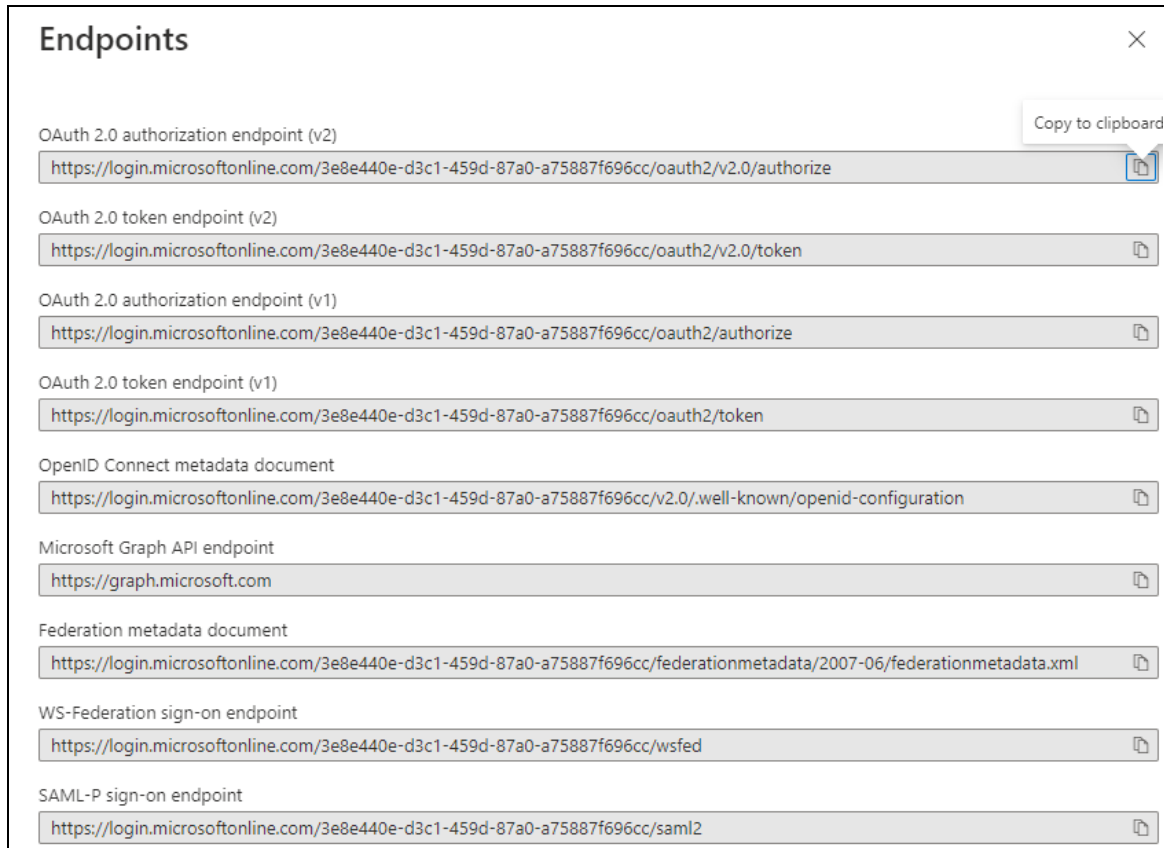 Endpoints
Copy to clipboard
OAuth 2.0 authorization endpoint (v2)
https://login.microsoftonline.com/3e8e440e-d3c1-459d-87a0-a75887f696cc/oauth2/v2.0/authorize
OAuth 2.0 token endpoint (v2)
https://login.microsoftonline.com/3e8e440e-d3c1-459d-87a0-a75887f696cc/oauth2/v2.0/token
OAuth 2.0 authorization endpoint (v1)
https://login.microsoftonline.com/3e8e440e-d3c1-459d-87a0-a75887f696cc/oauth2/authorize
OAuth 2.0 token endpoint (v1)
https://login.microsoftonline.com/3e8e440e-d3c1-459d-87a0-a75887f696cc/oauth2/token
OpenID Connect metadata document
https://login.microsoftonline.com/3e8e440e-d3c1-459d-87a0-a75887f696cc/v2.0/.well-known/openid-configuration
Microsoft Graph API endpoint
https://graph.microsoft.com
Federation metadata document
https://login.microsoftonline.com/3e8e440e-d3c1-459d-87a0-a75887f696cc/federationmetadata/2007-06/federationmetadata.xml
WS-Federation sign-on endpoint
https://login.microsoftonline.com/3e8e440e-d3c1-459d-87a0-a75887f696cc/wsfed
SAML-P sign-on endpoint
https://login.microsoftonline.com/3e8e440e-d3c1-459d-87a0-a75887f696cc/saml2